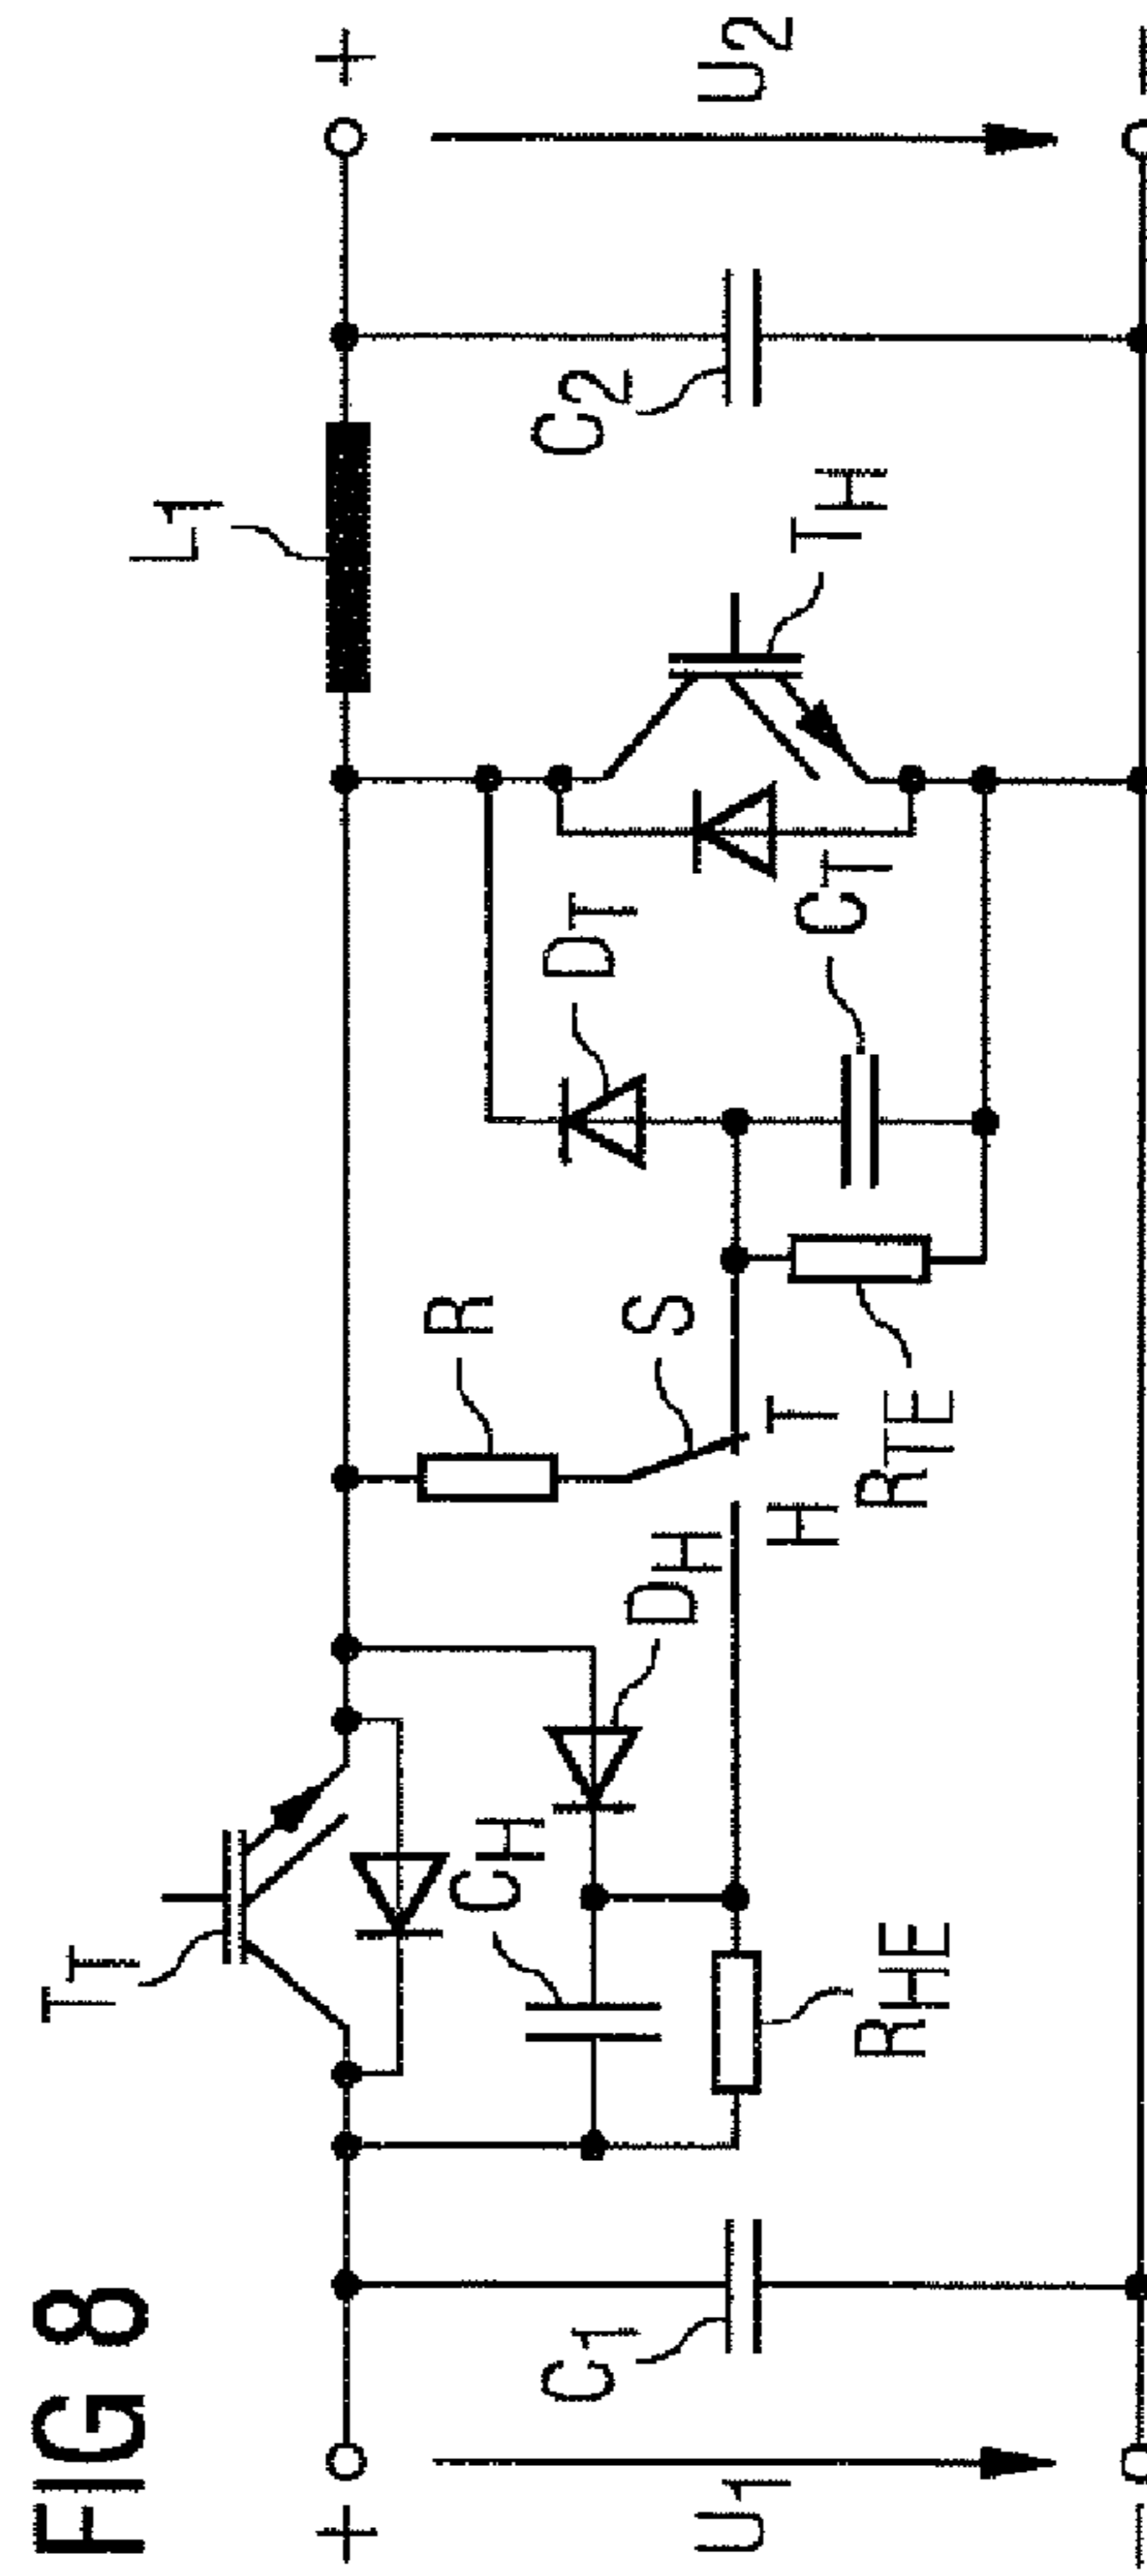 FIG 8
+
U1
−
C1
TT
CH
RHE
DH
R
S
H
T
RTE
DT
CT
TH
L1
C2
U2
+
−